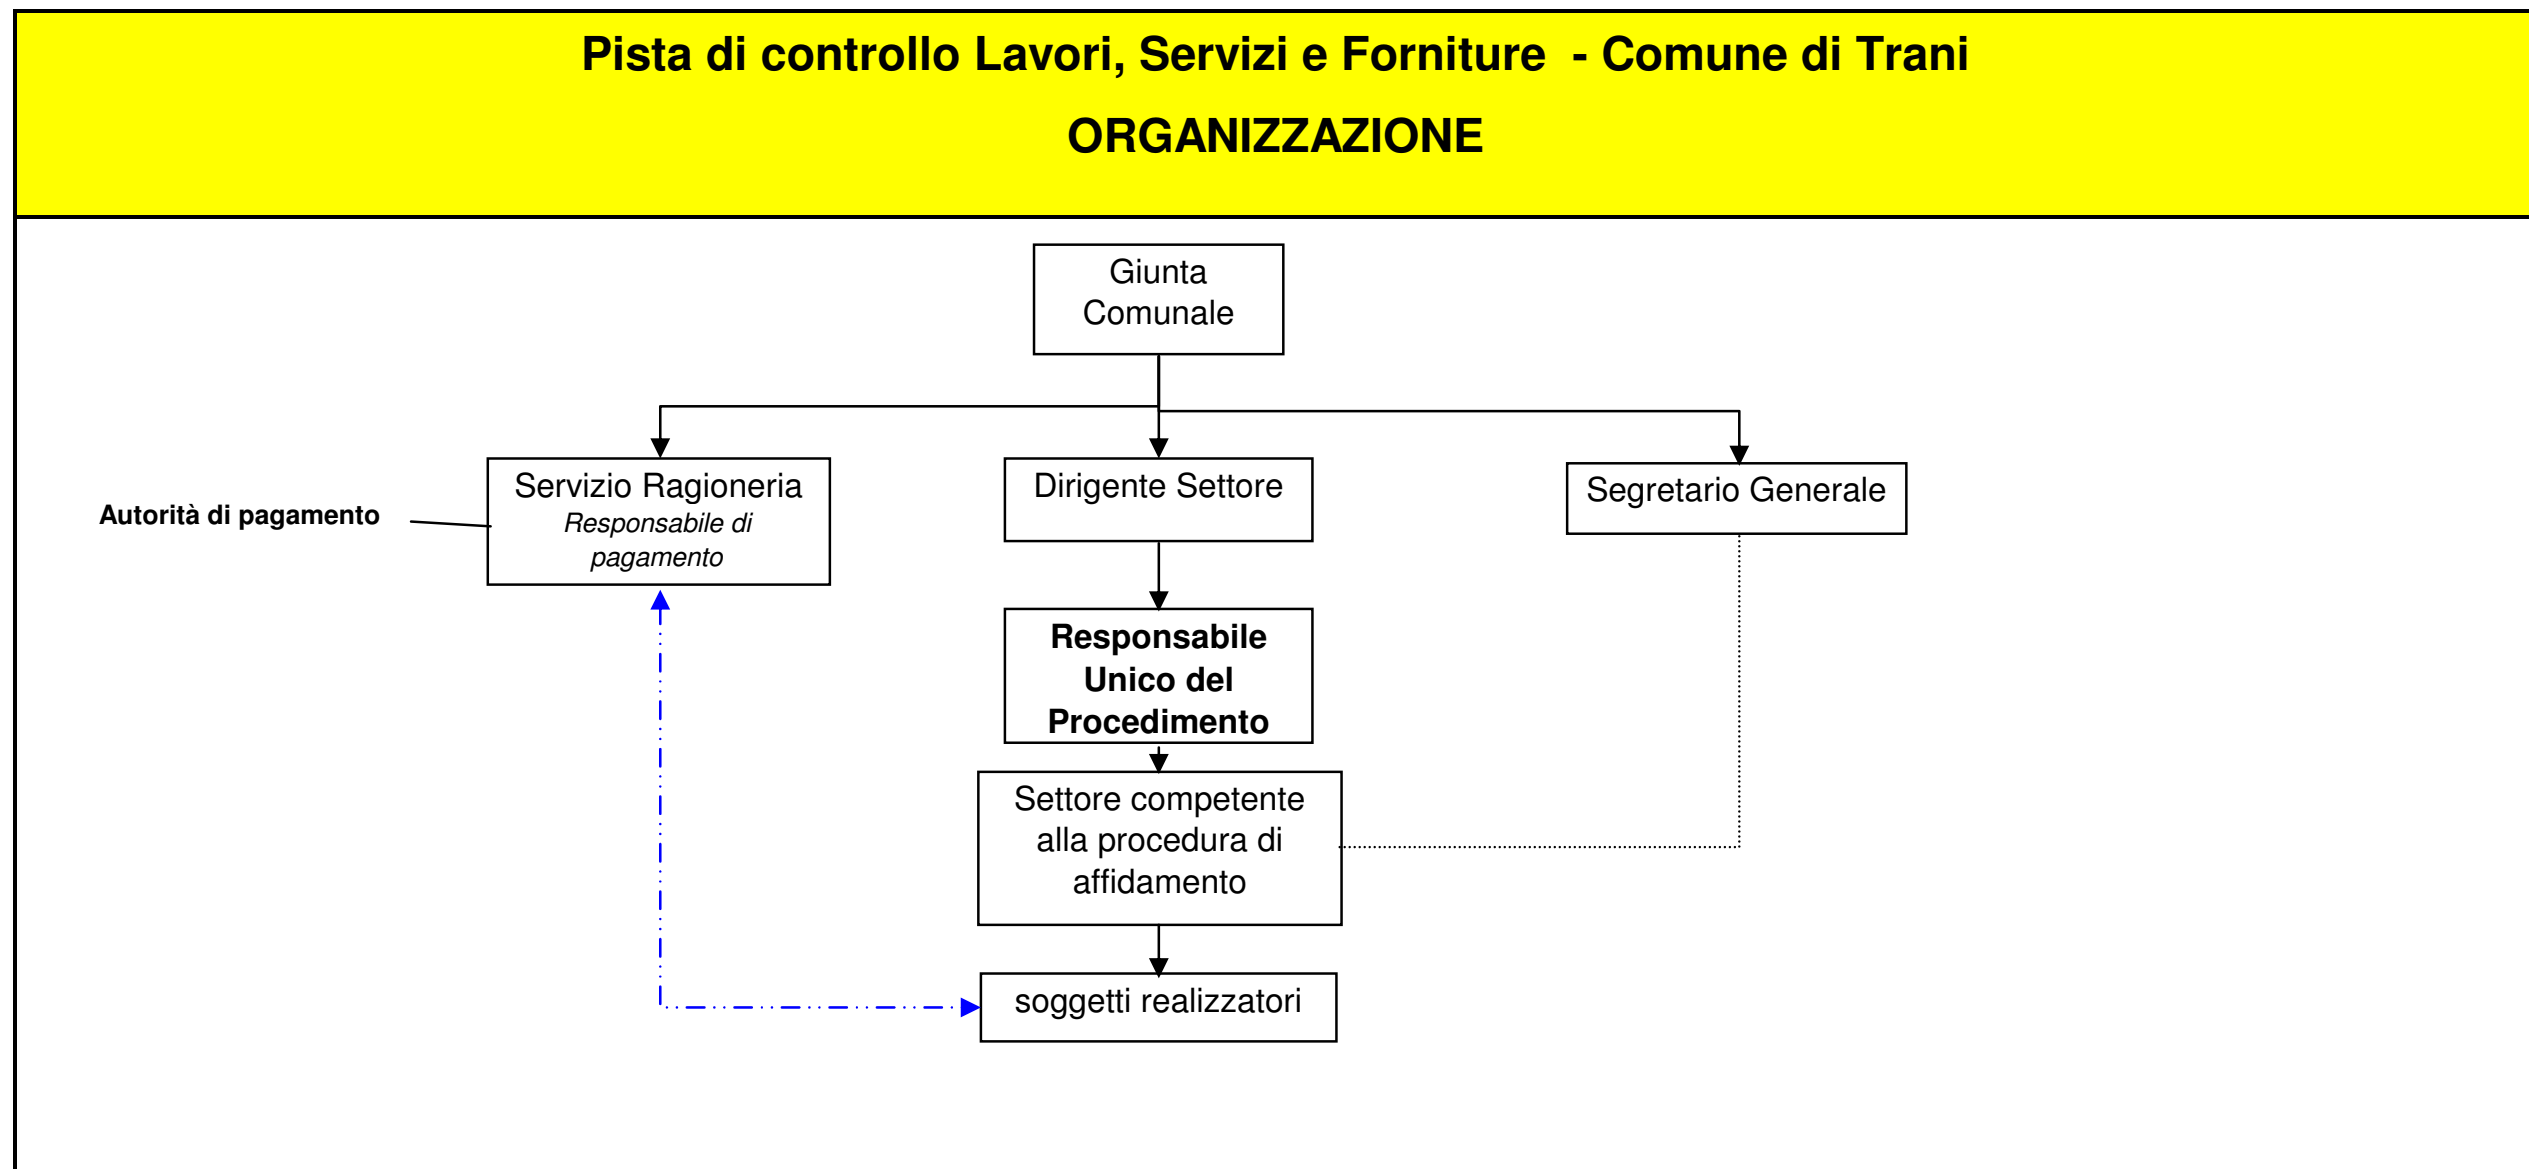 Pista di controllo Lavori, Servizi e Forniture - Comune di Trani
ORGANIZZAZIONE
Giunta
Comunale
Autorità di pagamento
Servizio Ragioneria
Responsabile di
pagamento
Dirigente Settore
Segretario Generale
Responsabile
Unico del
Procedimento
Settore competente
alla procedura di
affidamento
soggetti realizzatori